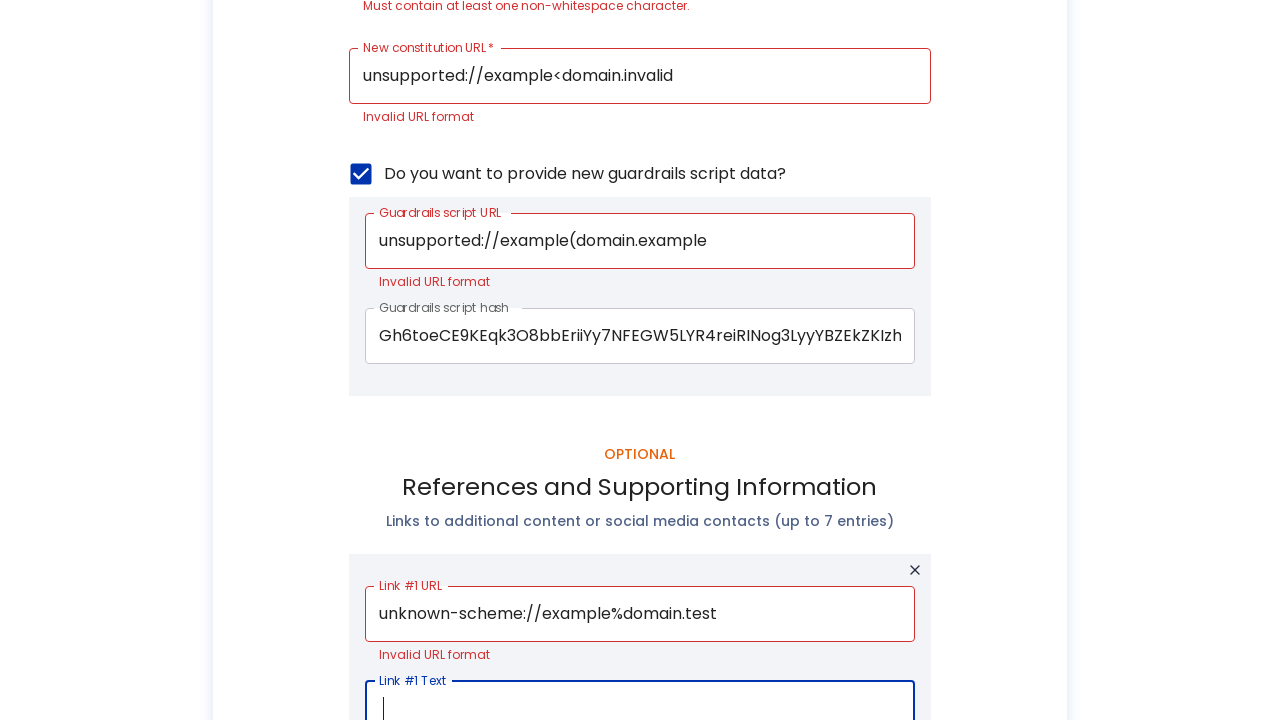 Must contain at least one non-whitespace character.
New constitution URL *
unsupported://example<domain.invalid
Invalid URL format
Do you want to provide new guardrails script data?
Guardrails script URL
unsupported://example(domain.example
Invalid URL format
Guardrails script hash
Gh6toeCE9KEqk3O8bbEriiYy7NFEGW5LYR4reiRINog3LyyYBZEkZKIzh
OPTIONAL
References and Supporting Information
Links to additional content or social media contacts (up to 7 entries)
Link #1 URL
unknown-scheme://example%domain.test
Invalid URL format
Link #1 Text